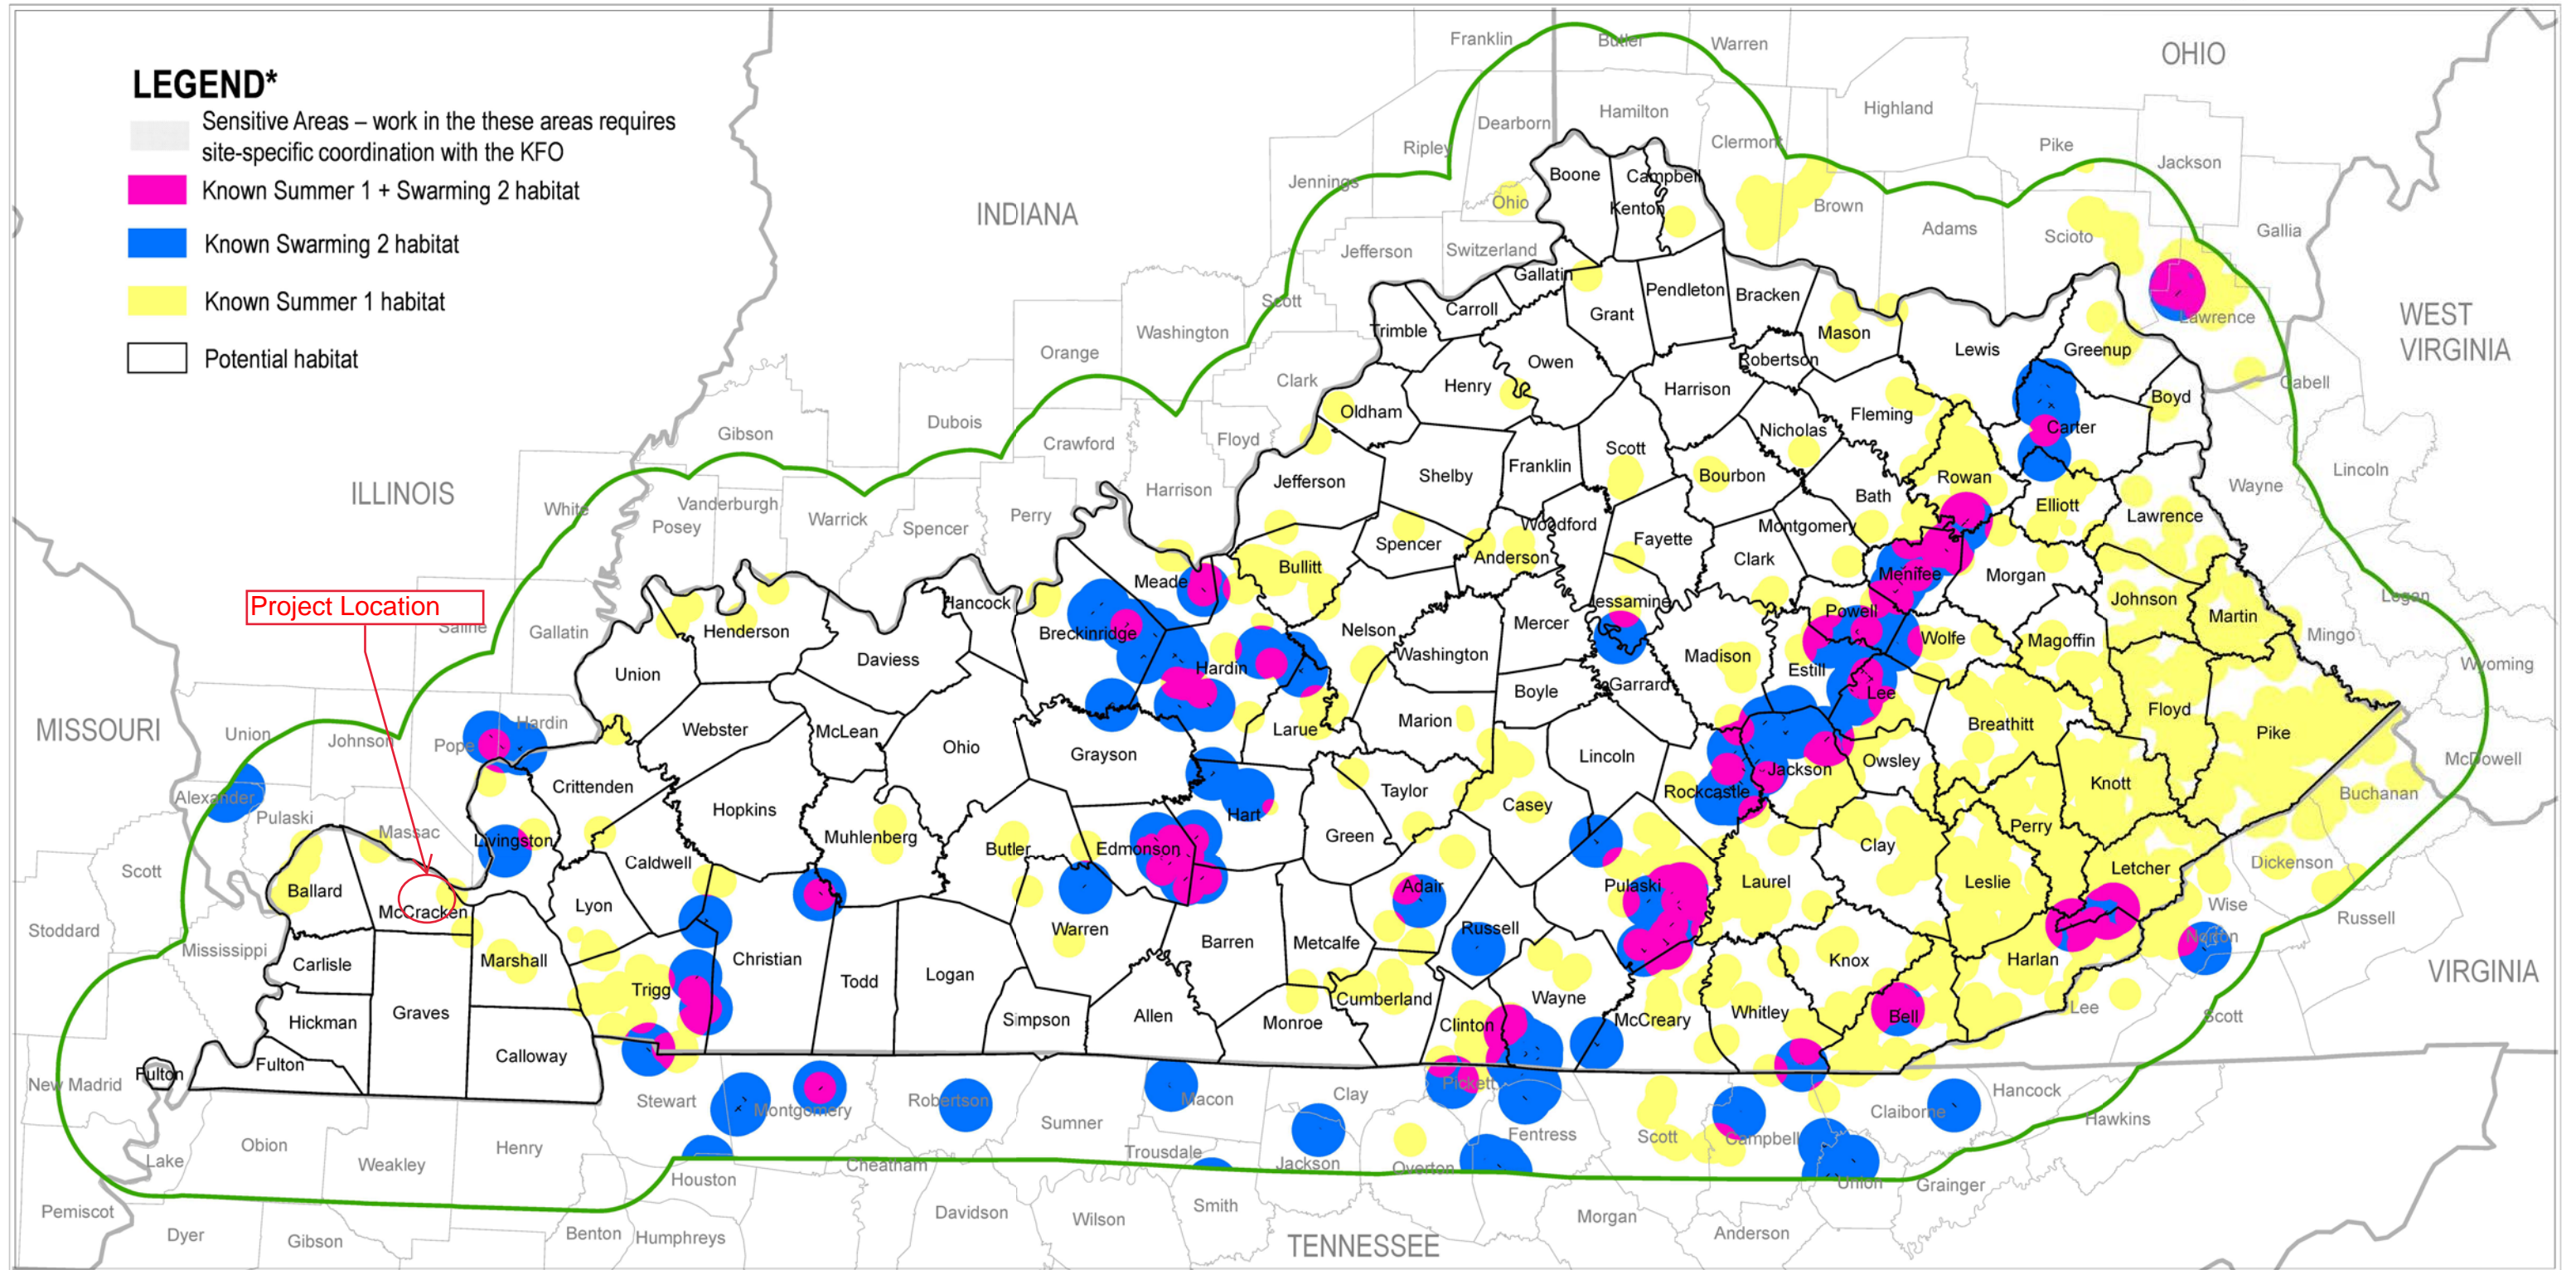 LEGEND*
Sensitive Areas – work in the these areas requires
site-specific coordination with the KFO
Known Summer 1 + Swarming 2 habitat
Known Swarming 2 habitat
Known Summer 1 habitat
Potential habitat
Project Location
OHIO
INDIANA
WEST
VIRGINIA
ILLINOIS
MISSOURI
VIRGINIA
TENNESSEE
Franklin
Butler
Warren
Dearborn
Hamilton
Highland
Ripley
Clermont
Pike
Jackson
Jennings
Boone
Campbell
Ohio
Kenton
Brown
Adams
Scioto
Gallia
Jefferson
Switzerland
Gallatin
Scott
Carroll
Grant
Pendleton
Bracken
Lawrence
Washington
Trimble
Mason
Orange
Owen
Robertson
Lewis
Greenup
Clark
Henry
Harrison
Cabell
Boyd
Oldham
Fleming
Dubois
Gibson
Crawford
Floyd
Nicholas
Carter
Scott
Franklin
Shelby
Bourbon
Rowan
Lincoln
Jefferson
Harrison
Bath
Wayne
White
Vanderburgh
Posey
Warrick
Spencer
Perry
Elliott
Lawrence
Woodford
Montgomery
Fayette
Spencer
Anderson
Clark
Bullitt
Meade
Menifee
Morgan
Logan
Hancock
Johnson
Martin
essamine
Powell
Saline
Gallatin
Henderson
Breckinridge
Nelson
Mercer
Washington
Madison
Wolfe
Magoffin
Mingo
Daviess
Hardin
Estill
Wyoming
Union
Boyle
Garrard
Lee
Union
Johnson
Pope
Hardin
Webster
McLean
Ohio
Grayson
Larue
Marion
Lincoln
Breathitt
Floyd
Pike
McDowell
Jackson
Owsley
Crittenden
Hopkins
Taylor
Casey
Rockcastle
Knott
Buchanan
Alexander
Pulaski
Massac
Livingston
Muhlenberg
Butler
Edmonson
Hart
Green
Clay
Perry
Scott
Ballard
McCracken
Caldwell
Lyon
Adair
Pulaski
Laurel
Leslie
Letcher
Dickenson
Wise
Russell
Stoddard
Mississippi
Carlisle
Marshall
Christian
Warren
Barren
Metcalfe
Russell
Knox
Harlan
Norton
Trigg
Todd
Logan
Cumberland
Wayne
Hickman
Graves
Simpson
Allen
Monroe
Clinton
McCreary
Whitley
Bell
Lee
Scott
Fulton
Fulton
Calloway
New Madrid
Stewart
Montgomery
Robertson
Macon
Clay
Pickett
Hancock
Claiborne
Hawkins
Sumner
Fentress
Scott
Campbell
Lake
Obion
Weakley
Henry
Houston
Cheatham
Trousdale
Jackson
Overton
Union
Grainger
Pemiscot
Dyer
Gibson
Benton
Humphreys
Davidson
Wilson
Smith
Morgan
Anderson